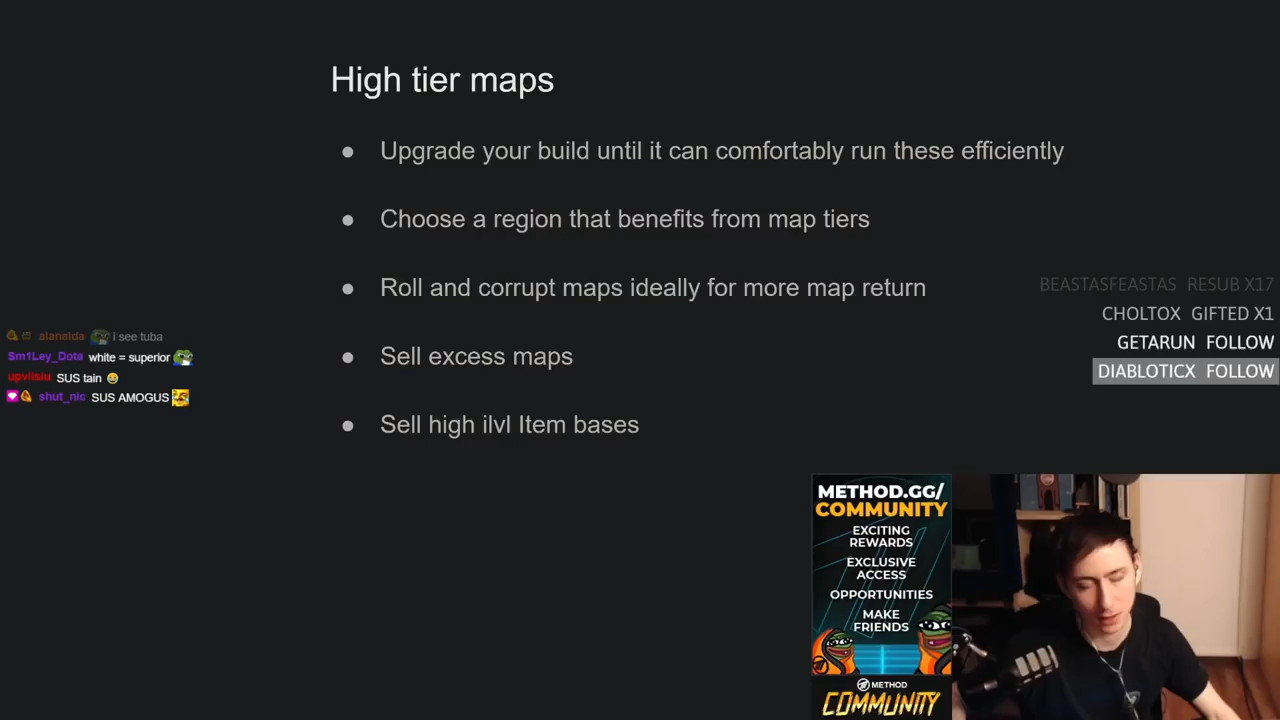 High tier maps
● Upgrade your build until it can comfortably run these efficiently
● Choose a region that benefits from map tiers
● Roll and corrupt maps ideally for more map return
● Sell excess maps
● Sell high ilvl Item bases
alanalda i see tuba
Sm1Ley_Dota white = superior
upviisiu SUS tain
shut_nic SUS AMOGUS
BEASTASFEASTAS RESUB X17
CHOLTOX GIFTED X1
GETARUN FOLLOW
DIABLOTICX FOLLOW
METHOD.GG/
COMMUNITY
EXCITING
REWARDS
EXCLUSIVE
ACCESS
OPPORTUNITIES
MAKE
FRIENDS
METHOD
COMMUNITY